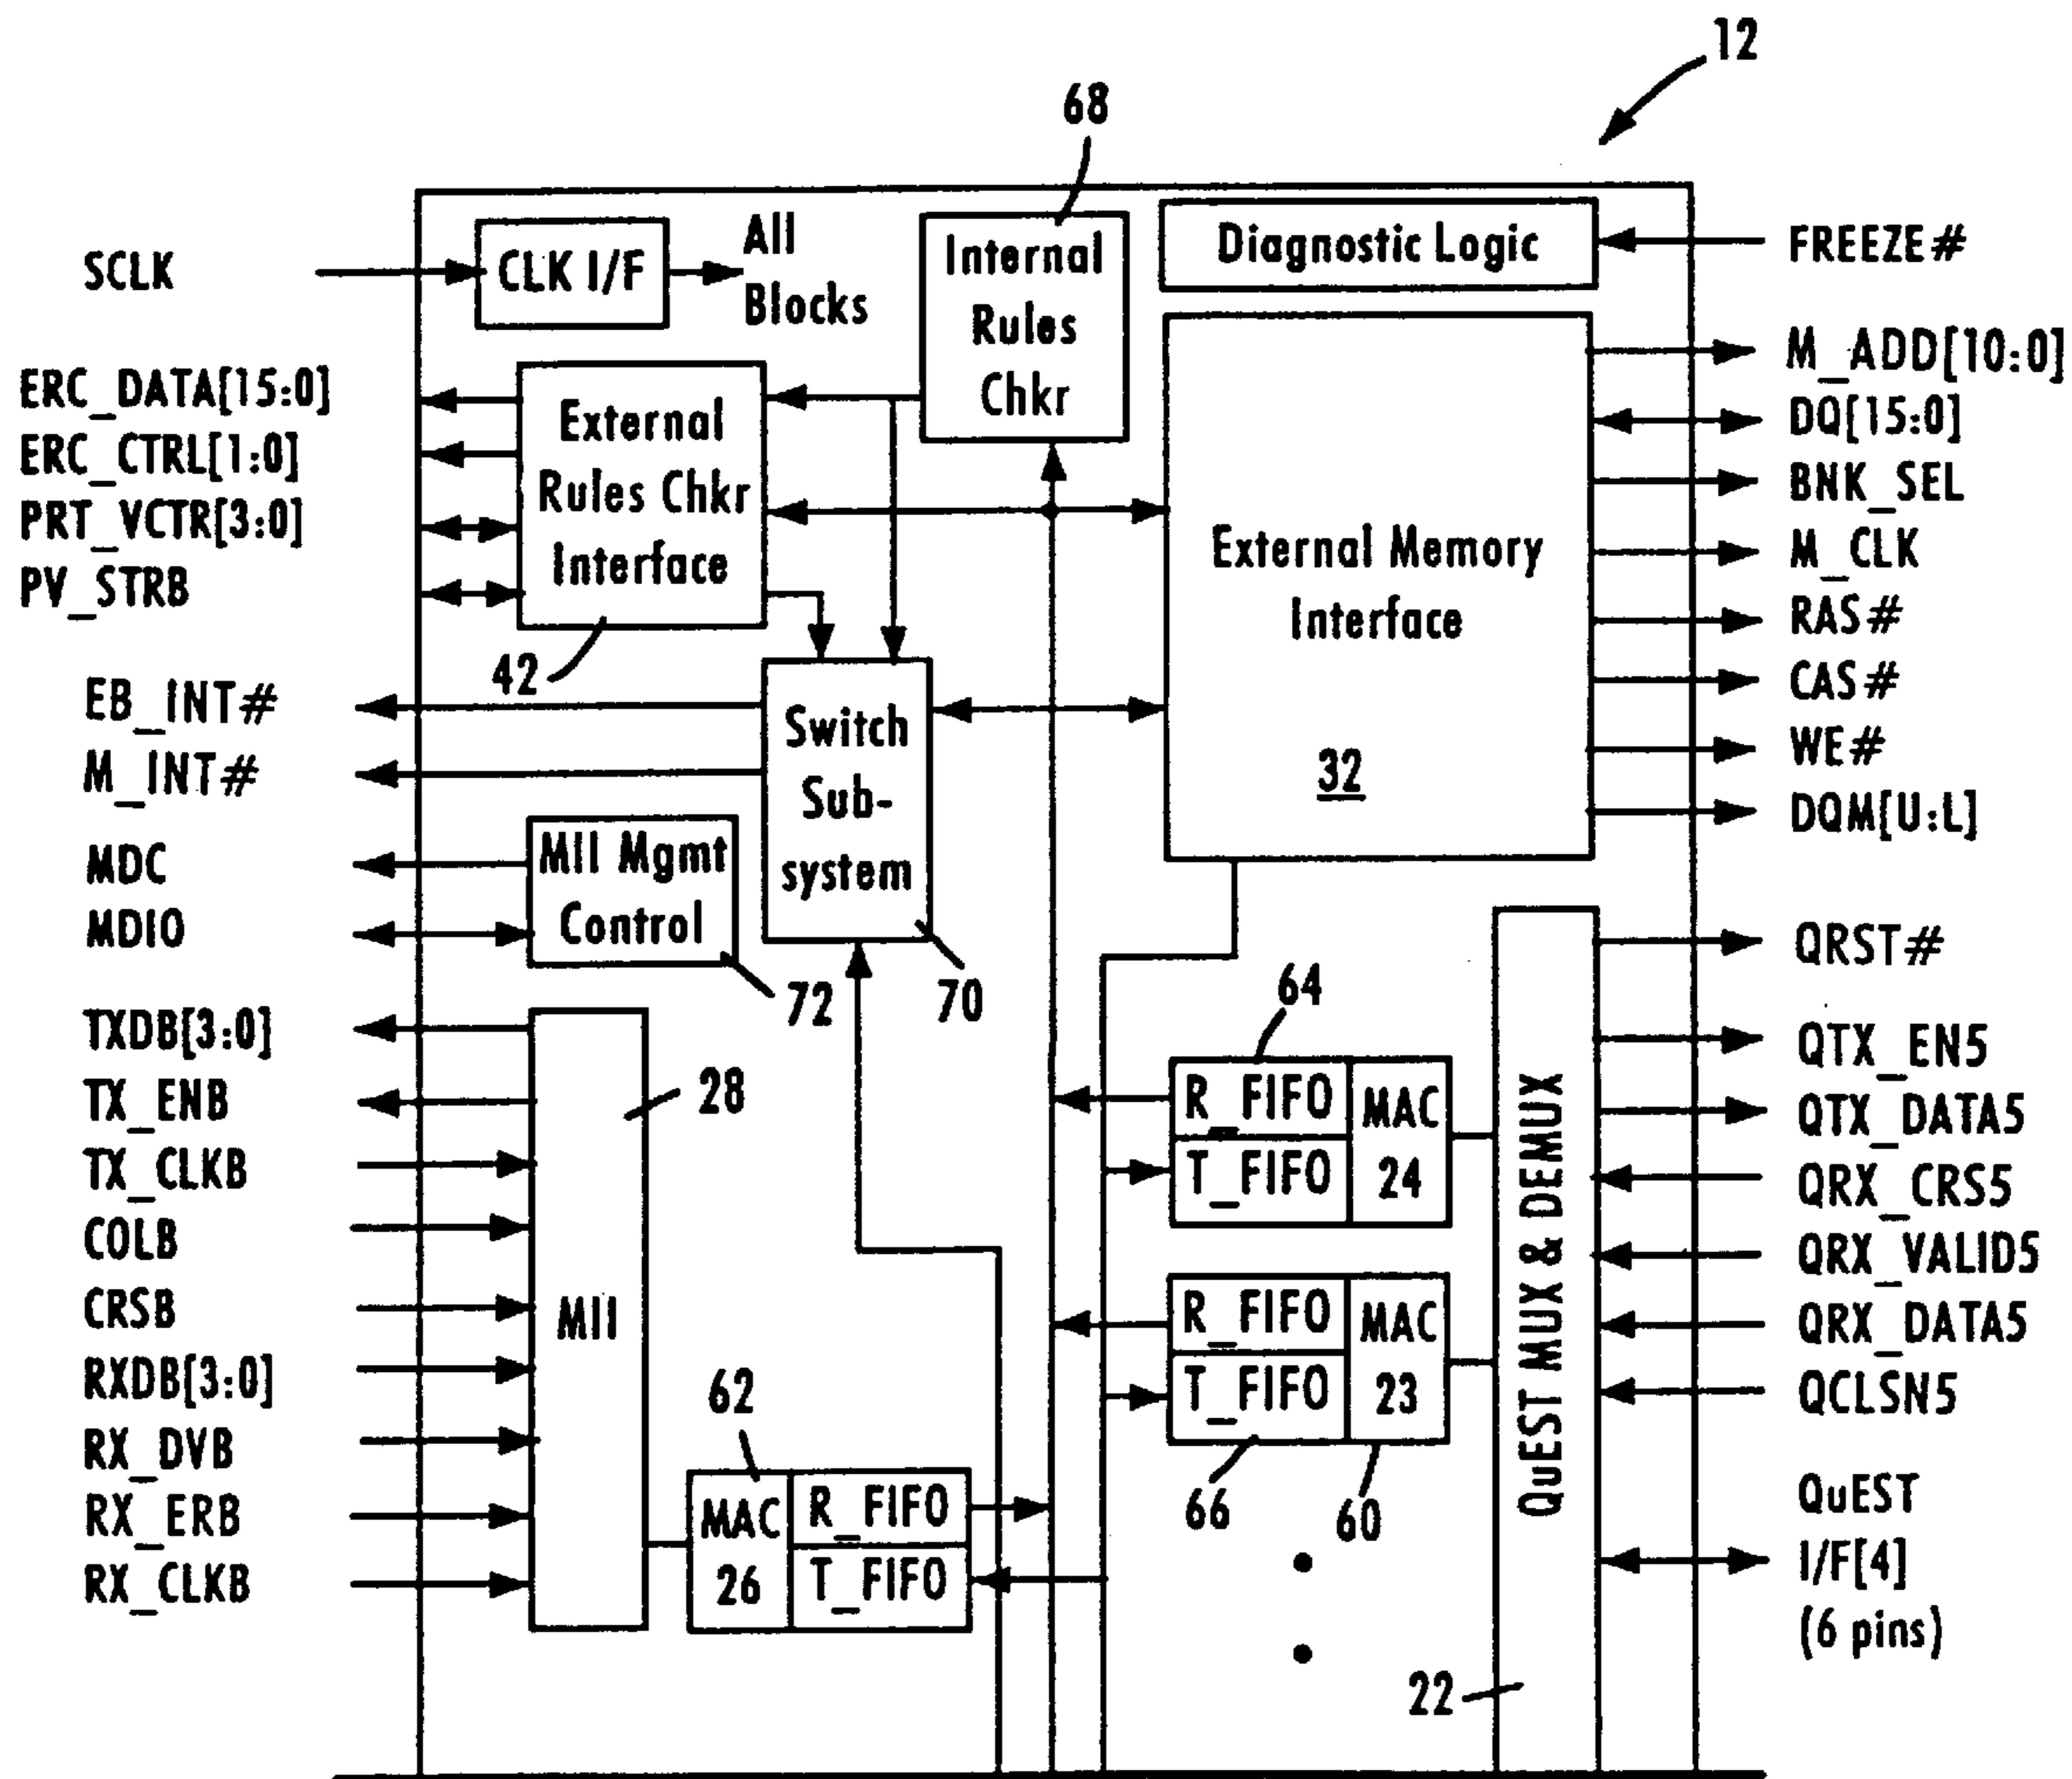 12
68
SCLK
CLK I/F
All
Blocks
Internal
Rules
Chkr
Diagnostic Logic
FREEZE#
ERC_DATA[15:0]
ERC_CTRL[1:0]
PRT_VCTR[3:0]
PV_STRB
External
Rules Chkr
Interface
42
External Memory
Interface
32
M_ADD[10:0]
DQ[15:0]
BNK_SEL
M_CLK
RAS#
CAS#
WE#
DQM[U:L]
EB_INT#
M_INT#
Switch
Sub-
system
70
MDC
MDIO
MII Mgmt
Control
72
TXDB[3:0]
TX_ENB
TX_CLKB
COLB
CRSB
RXDB[3:0]
RX_DVB
RX_ERB
RX_CLKB
28
MII
62
MAC
26
R_FIFO
T_FIFO
64
R_FIFO
T_FIFO
MAC
24
R_FIFO
T_FIFO
MAC
23
66
60
QuEST MUX & DEMUX
22
QRST#
QTX_EN5
QTX_DATA5
QRX_CRS5
QRX_VALID5
QRX_DATA5
QCLSN5
QuEST
I/F[4]
(6 pins)